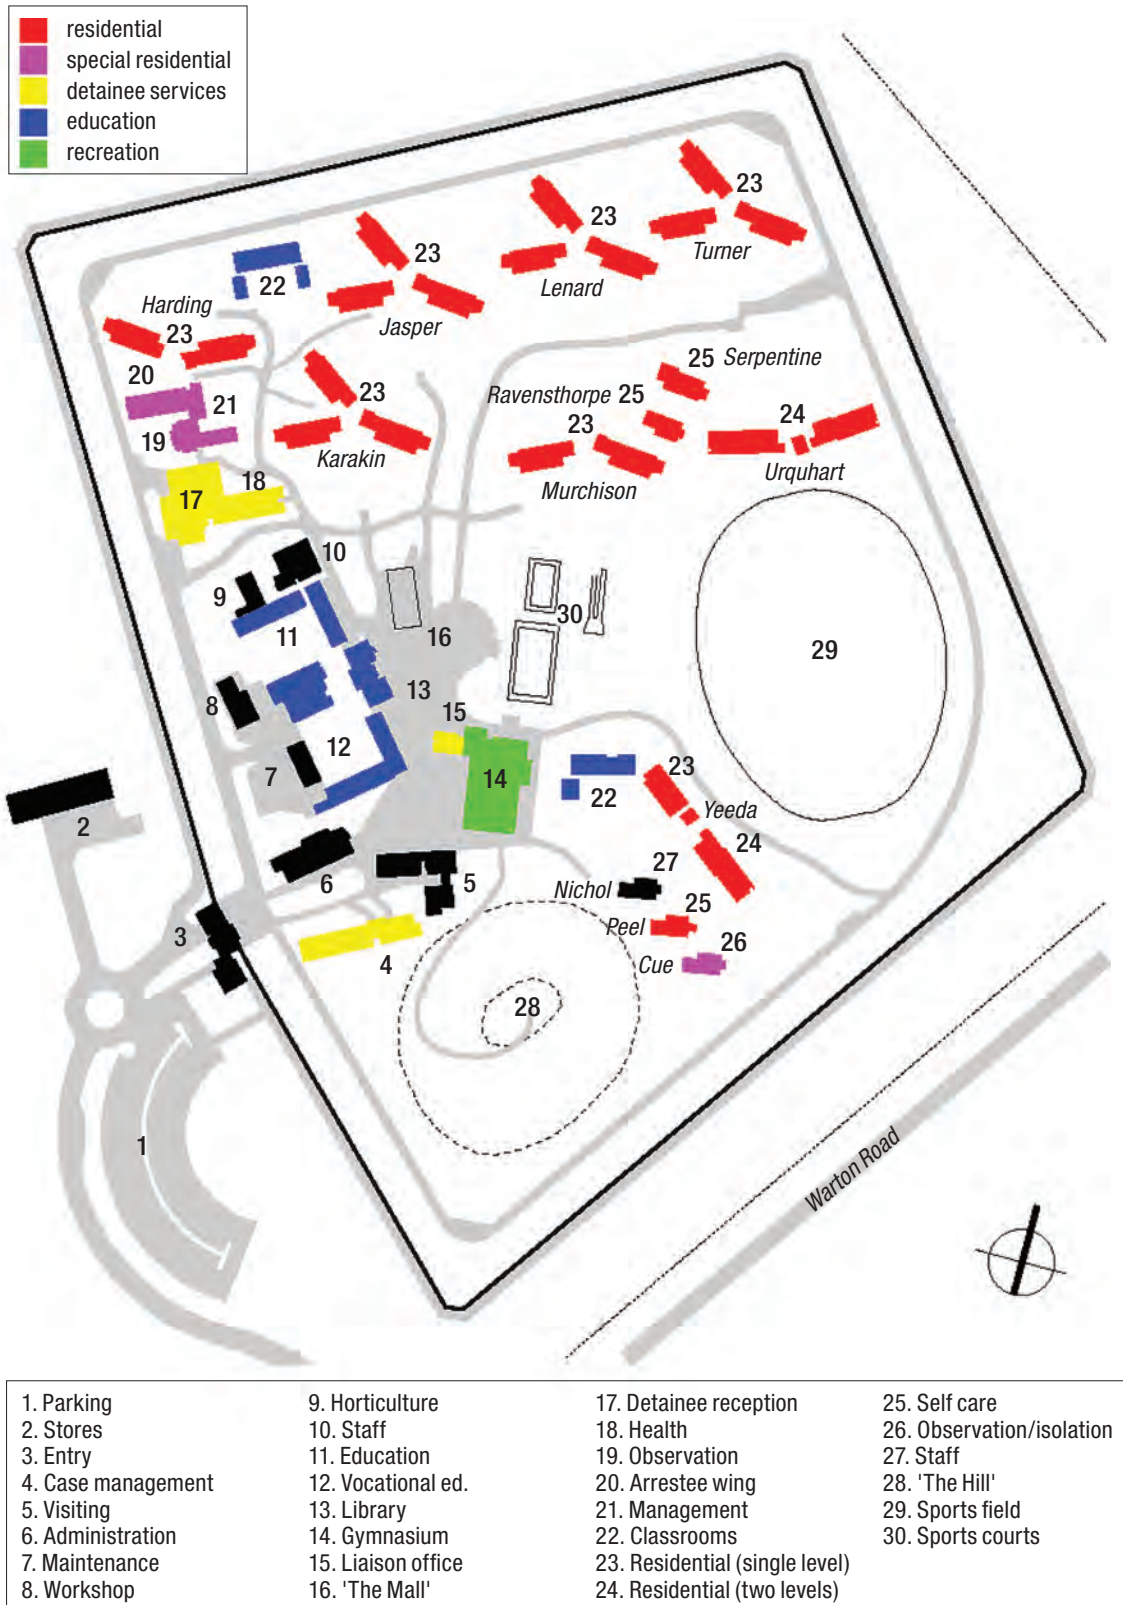 residential
special residential
detainee services
education
recreation
23
23
Turner
23
Lenard
22
Harding
Jasper
23
25 Serpentine
20
23
Ravensthorpe 25
21
24
19
23
Karakin
Urquhart
18
Murchison
17
10
9
30
11
16
29
13
8
15
12
23
7
14
22
Yeeda
2
24
27
6
5
Nichol
25
3
Peel
26
4
Cue
28
1
Warton Road
1. Parking
2. Stores
3. Entry
4. Case management
5. Visiting
6. Administration
7. Maintenance
8. Workshop
9. Horticulture
10. Staff
11. Education
12. Vocational ed.
13. Library
14. Gymnasium
15. Liaison office
16. 'The Mall'
17. Detainee reception
18. Health
19. Observation
20. Arrestee wing
21. Management
22. Classrooms
23. Residential (single level)
24. Residential (two levels)
25. Self care
26. Observation/isolation
27. Staff
28. 'The Hill'
29. Sports field
30. Sports courts